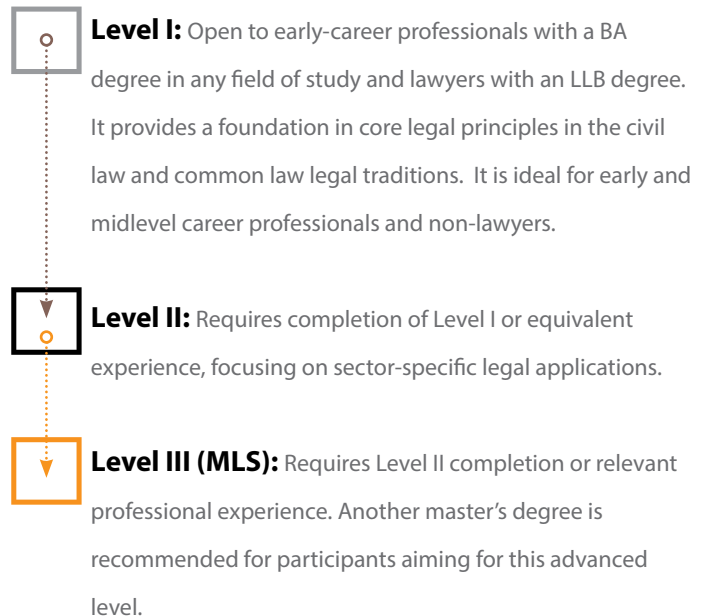 Level I: Open to early-career professionals with a BA
degree in any field of study and lawyers with an LLB degree.
It provides a foundation in core legal principles in the civil
law and common law legal traditions.  It is ideal for early and
midlevel career professionals and non-lawyers.
Level II: Requires completion of Level I or equivalent
experience, focusing on sector-specific legal applications.
Level III (MLS): Requires Level II completion or relevant
professional experience. Another master’s degree is
recommended for participants aiming for this advanced
level.